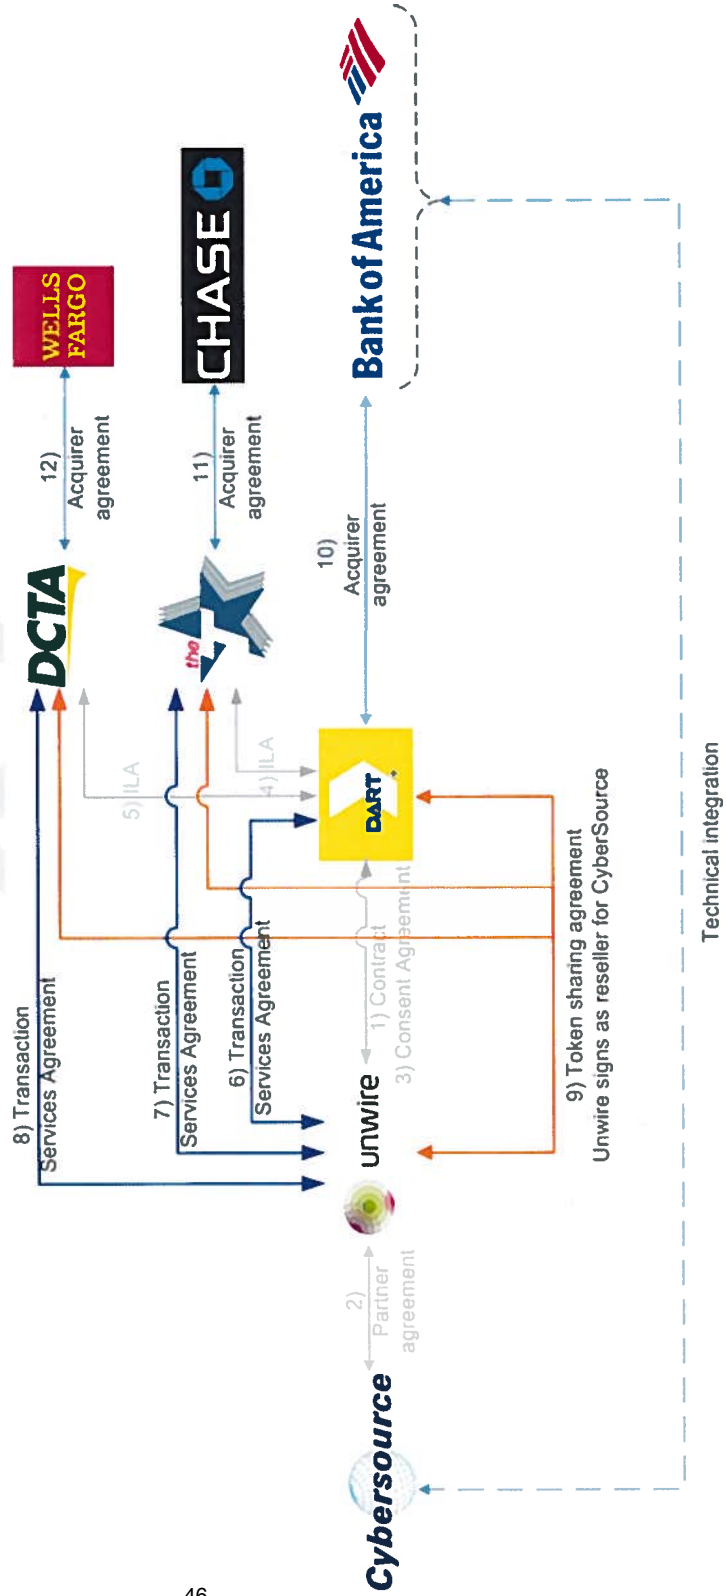 WELLS
FARGO
12)
Acquirer
agreement
DCTA
8) Transaction
Services Agreement
CHASE
11)
Acquirer
agreement
the
7) Transaction
Services Agreement
5) ILA
4) ILA
6) Transaction
Services Agreement
Bank of America
10)
Acquirer
agreement
DART
1) Contract
3) Consent Agreement
unwire
2)
Partner
agreement
Cybersource
9) Token sharing agreement
Unwire signs as reseller for CyberSource
Technical integration
46